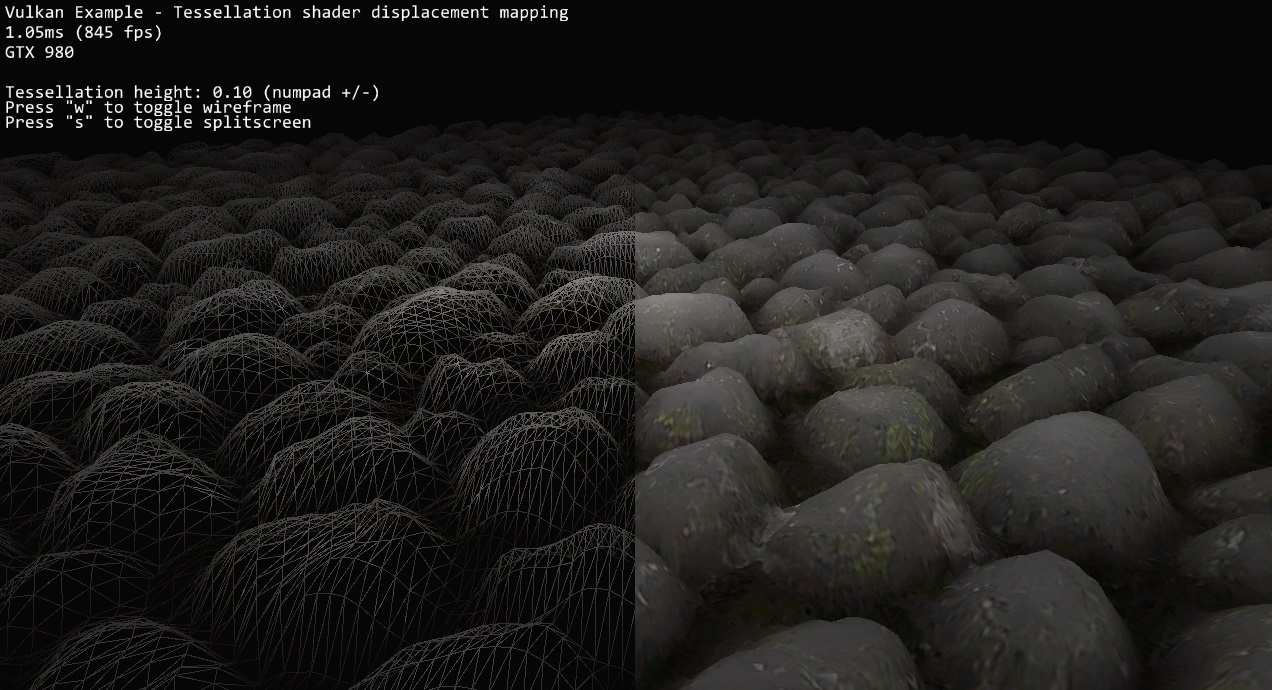 Vulkan Example - Tessellation shader displacement mapping
1.05ms (845 fps)
GTX 980
Tessellation height: 0.10 (numpad +/-)
Press "w" to toggle wireframe
Press "s" to toggle splitscreen